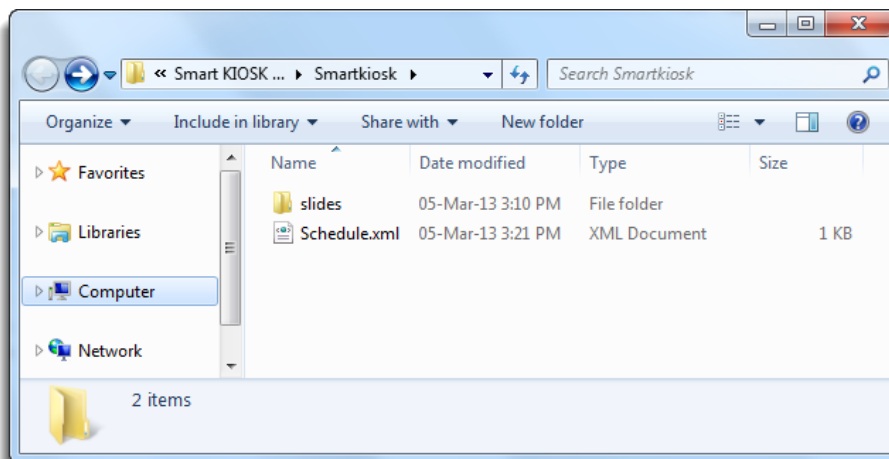 « Smart KIOSK ... ▸ Smartkiosk ▸ Search Smartkiosk
Organize Include in library Share with New folder
Name Date modified Type Size
Favorites
slides 05-Mar-13 3:10 PM File folder
Libraries
Schedule.xml 05-Mar-13 3:21 PM XML Document 1 KB
Computer
Network
2 items